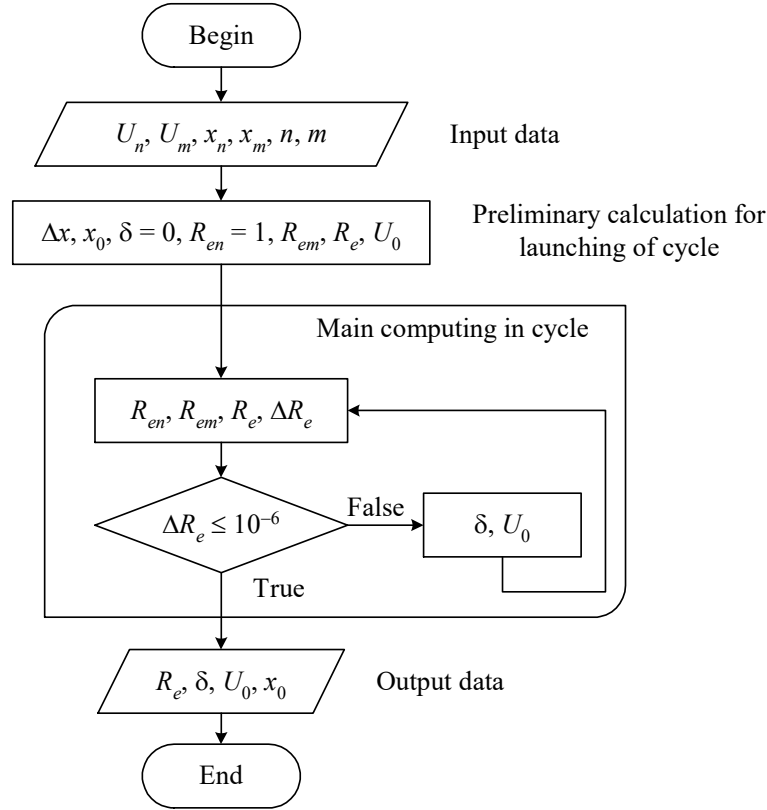 Begin
Uₙ, Uₘ, xₙ, xₘ, n, m
Input data
Δx, x₀, δ = 0, Rₑₙ = 1, Rₑₘ, Rₑ, U₀
Preliminary calculation for
launching of cycle
Main computing in cycle
Rₑₙ, Rₑₘ, Rₑ, ΔRₑ
ΔRₑ ≤ 10⁻⁶
False
δ, U₀
True
Rₑ, δ, U₀, x₀
Output data
End